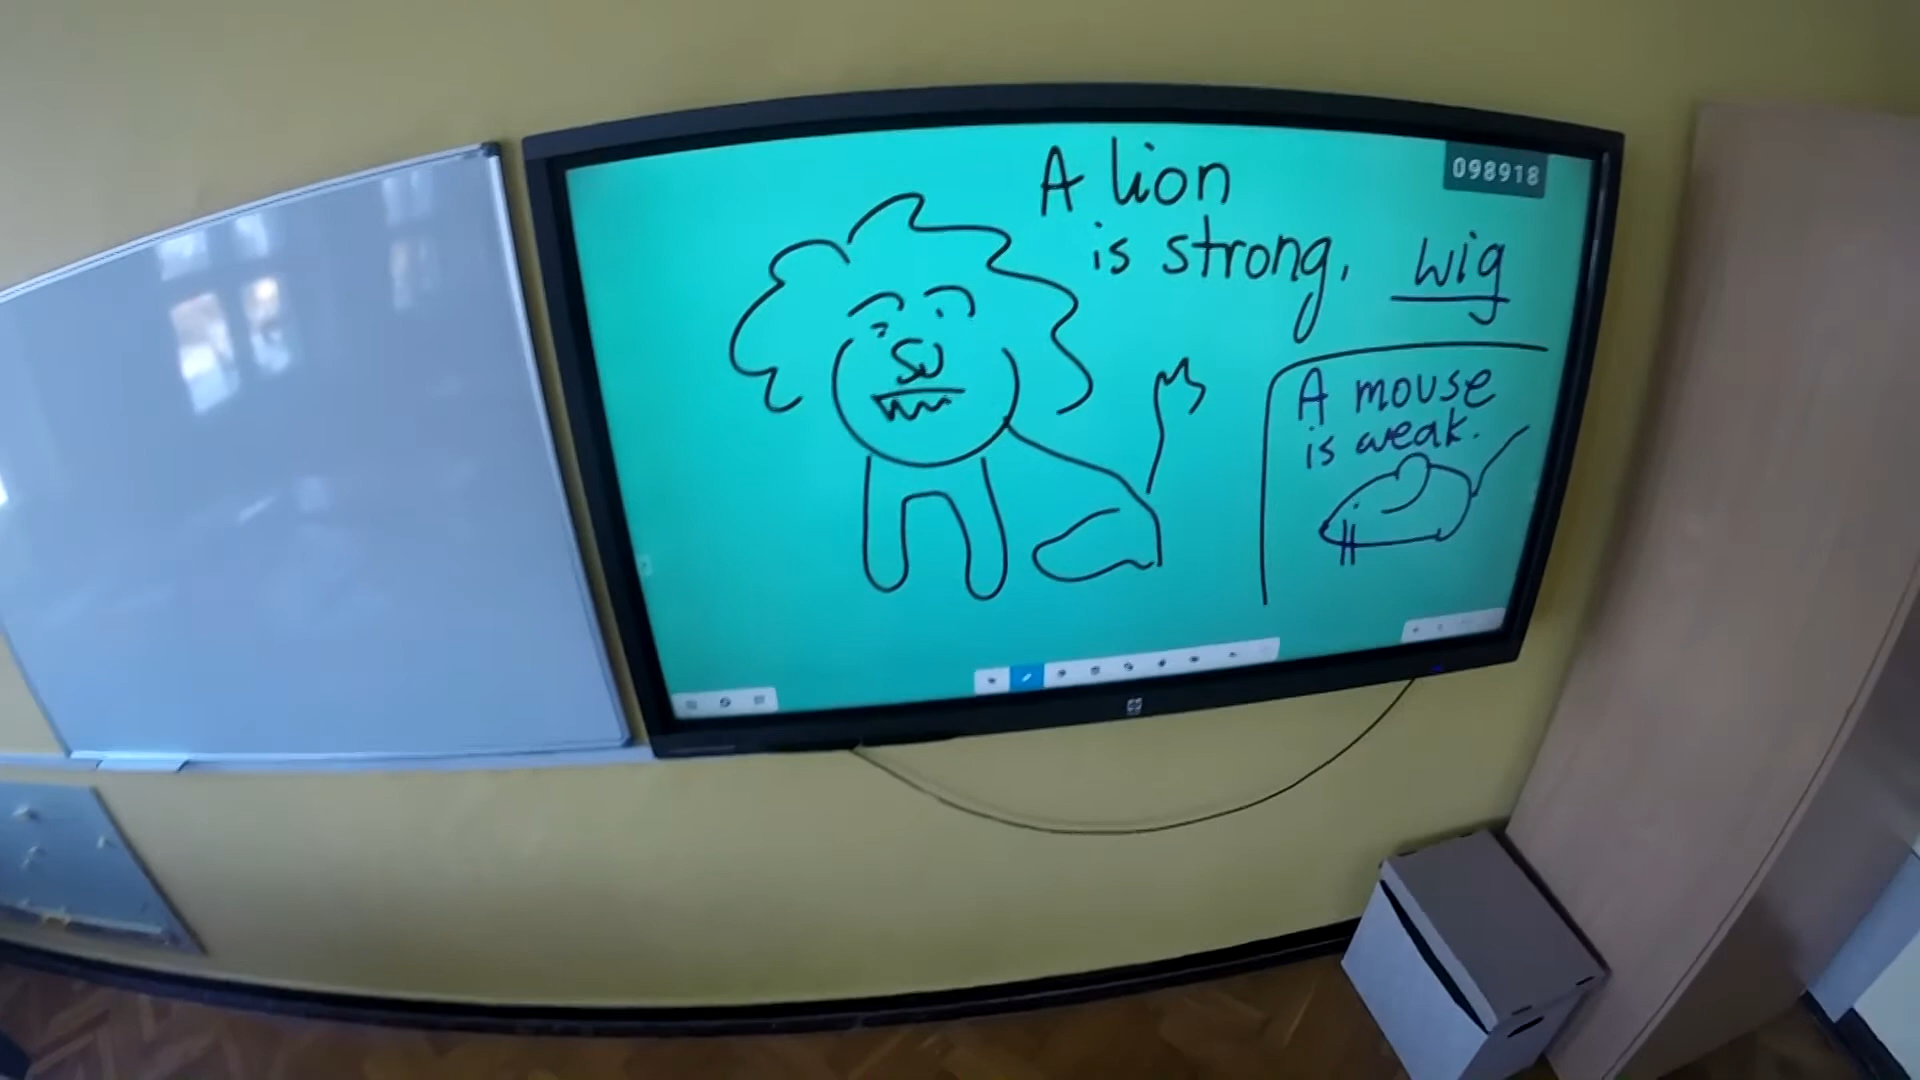 098918
A lion
is strong.
wig
A mouse
is weak.